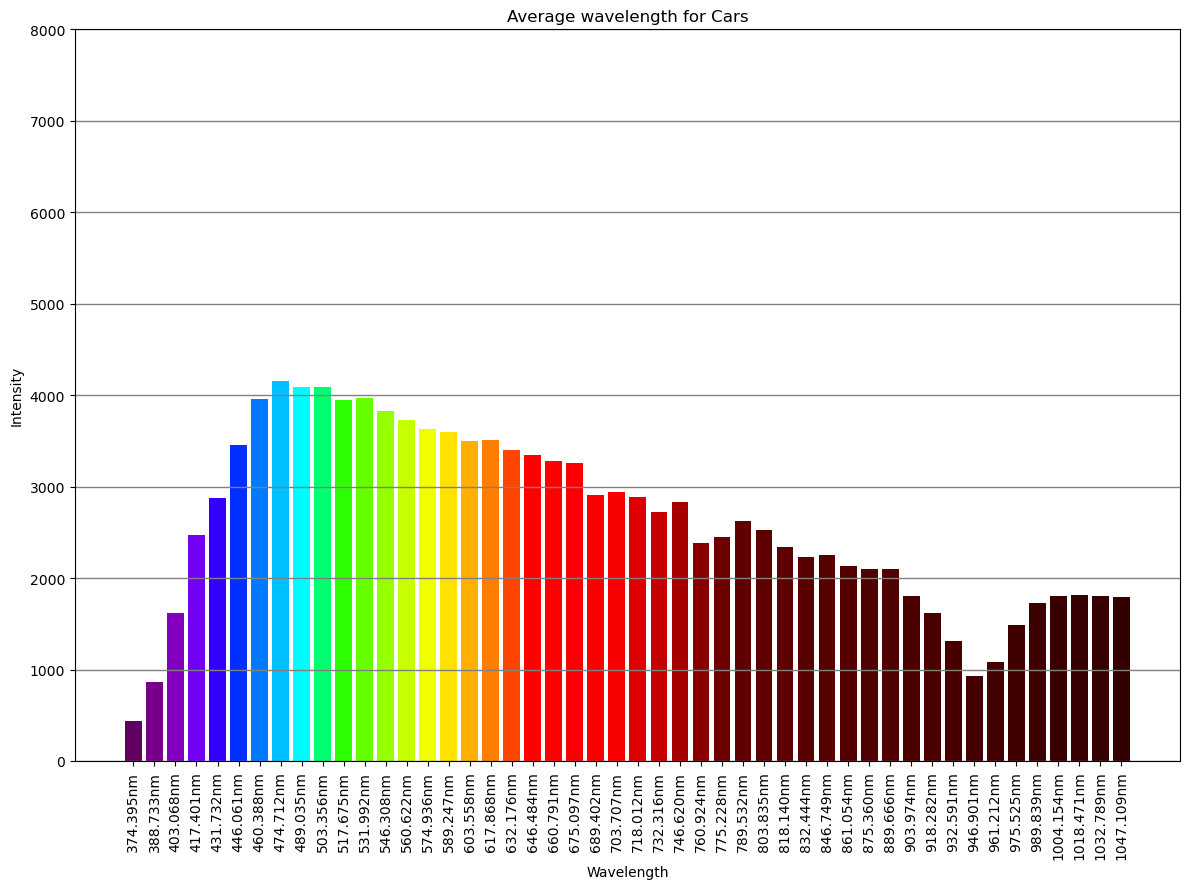 Average wavelength for Cars
8000
7000
6000
5000
4000
3000
2000
1000
0
Intensity
374.395nm
388.733nm
403.068nm
417.401nm
431.732nm
446.061nm
460.388nm
474.712nm
489.035nm
503.356nm
517.675nm
531.992nm
546.308nm
560.622nm
574.936nm
589.247nm
603.558nm
617.868nm
632.176nm
646.484nm
660.791nm
675.097nm
689.402nm
703.707nm
718.012nm
732.316nm
746.620nm
760.924nm
775.228nm
789.532nm
803.835nm
818.140nm
832.444nm
846.749nm
861.054nm
875.360nm
889.666nm
903.974nm
918.282nm
932.591nm
946.901nm
961.212nm
975.525nm
989.839nm
1004.154nm
1018.471nm
1032.789nm
1047.109nm
Wavelength